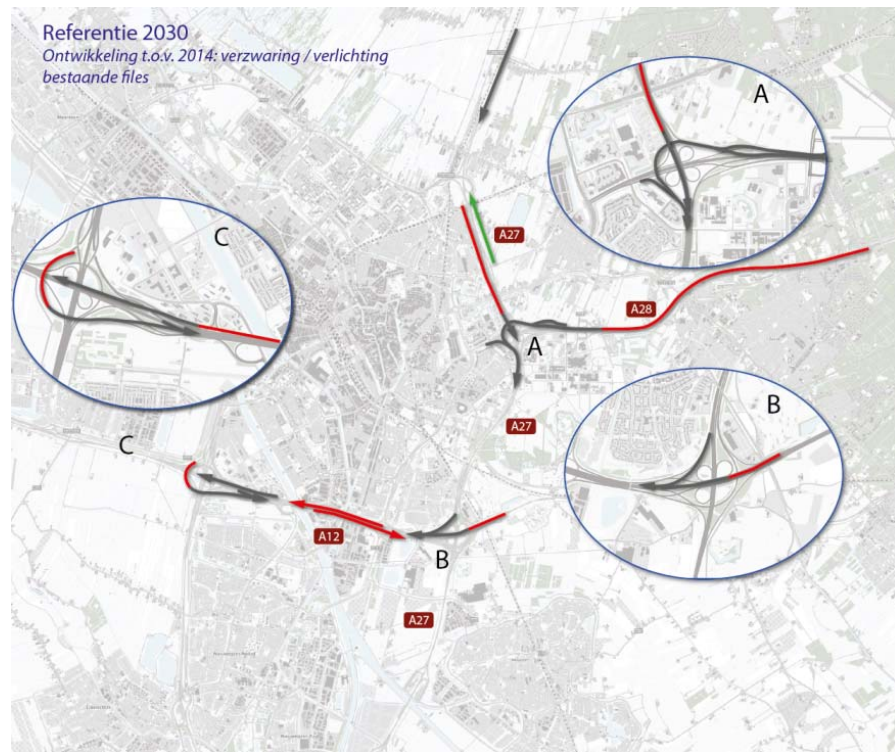 Referentie 2030
Ontwikkeling t.o.v. 2014: verzwaring / verlichting
bestaande files
A
C
A27
A28
A
B
A27
C
A12
B
A27